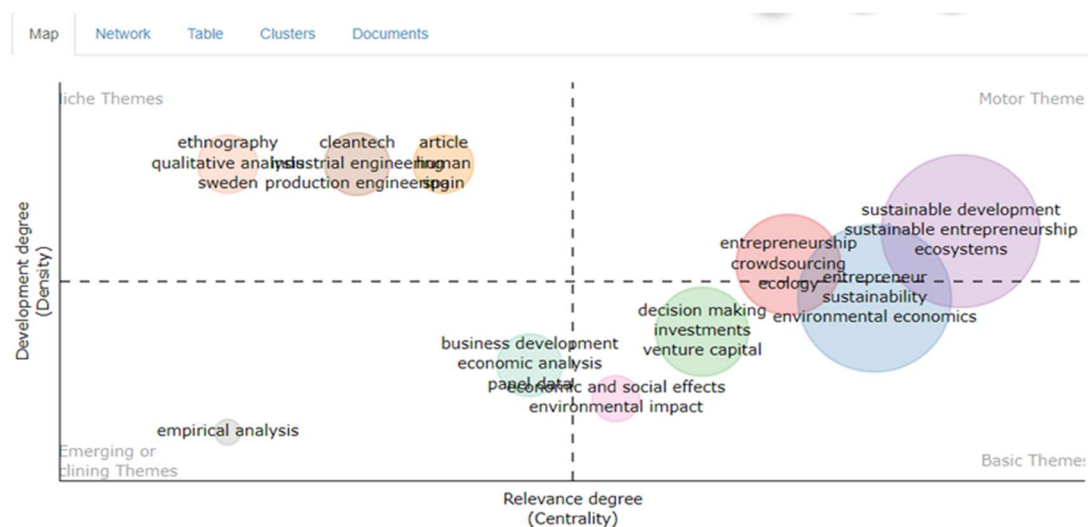 Map Network Table Clusters Documents
liche Themes
Motor Theme
ethnography
qualitative analysis
sweden
cleantech
industrial engineering
production engineering
article
human
spain
sustainable development
sustainable entrepreneurship
ecosystems
entrepreneurship
crowdsourcing
ecology
entrepreneur
sustainability
environmental economics
decision making
investments
venture capital
business development
economic analysis
panel data
economic and social effects
environmental impact
empirical analysis
Emerging or
clining Themes
Basic Theme
Development degree
(Density)
Relevance degree
(Centrality)